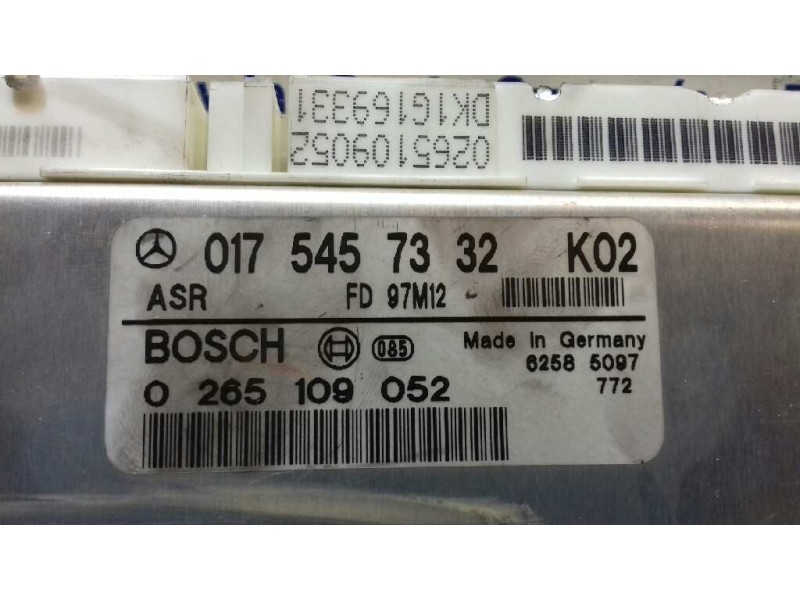 0265109052
DK1G169331
017 545 73 32 K02
ASR FD 97M12
BOSCH 085 Made in Germany
6258 5097
0 265 109 052 772